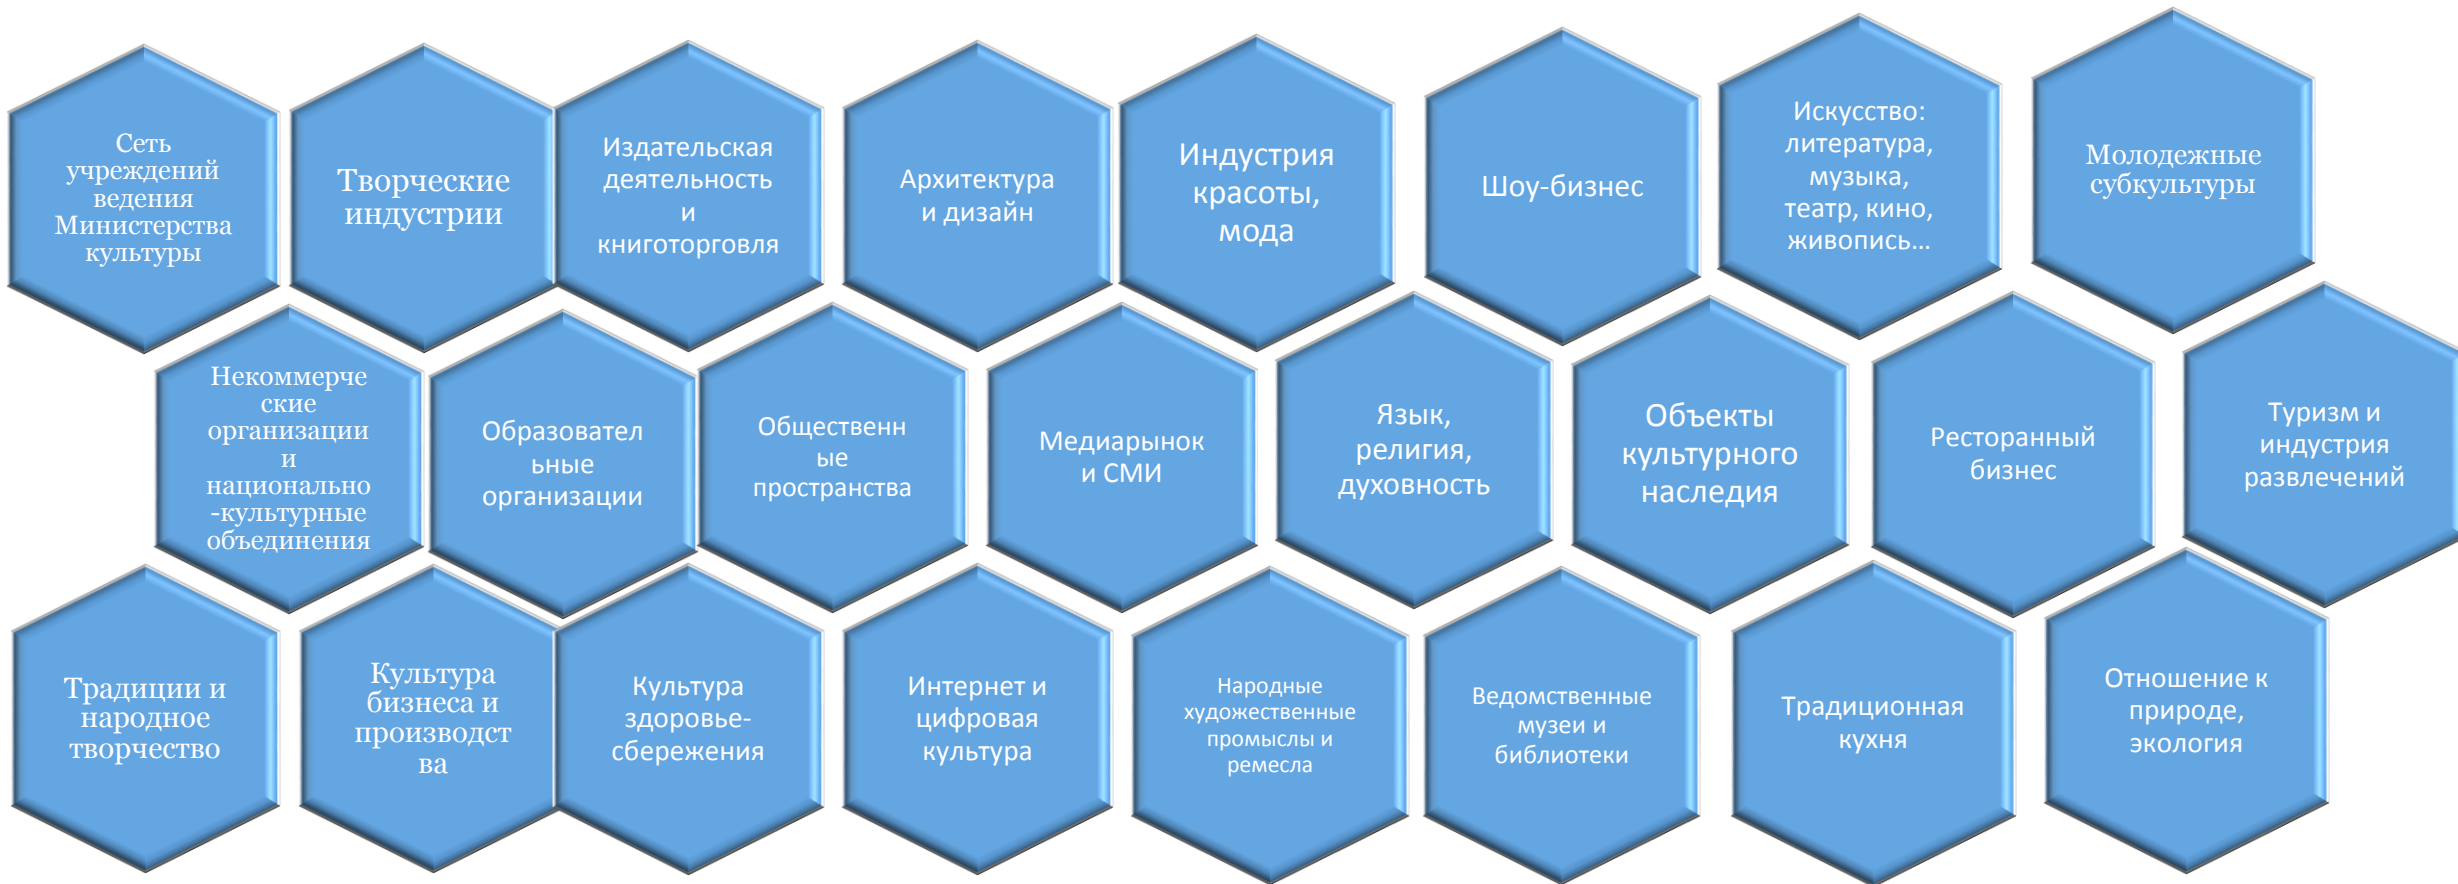 Сеть
учреждений
ведения
Министерства
культуры
Творческие
индустрии
Издательская
деятельность
и
книготорговля
Архитектура
и дизайн
Индустрия
красоты,
мода
Шоу-бизнес
Искусство:
литература,
музыка,
театр, кино,
живопись...
Молодежные
субкультуры
Некоммерче
ские
организации
и
национально
-культурные
объединения
Образовател
ьные
организации
Общественн
ые
пространства
Медиарынок
и СМИ
Язык,
религия,
духовность
Объекты
культурного
наследия
Ресторанный
бизнес
Туризм и
индустрия
развлечений
Традиции и
народное
творчество
Культура
бизнеса и
производст
ва
Культура
здоровье-
сбережения
Интернет и
цифровая
культура
Народные
художественные
промыслы и
ремесла
Ведомственные
музеи и
библиотеки
Традиционная
кухня
Отношение к
природе,
экология